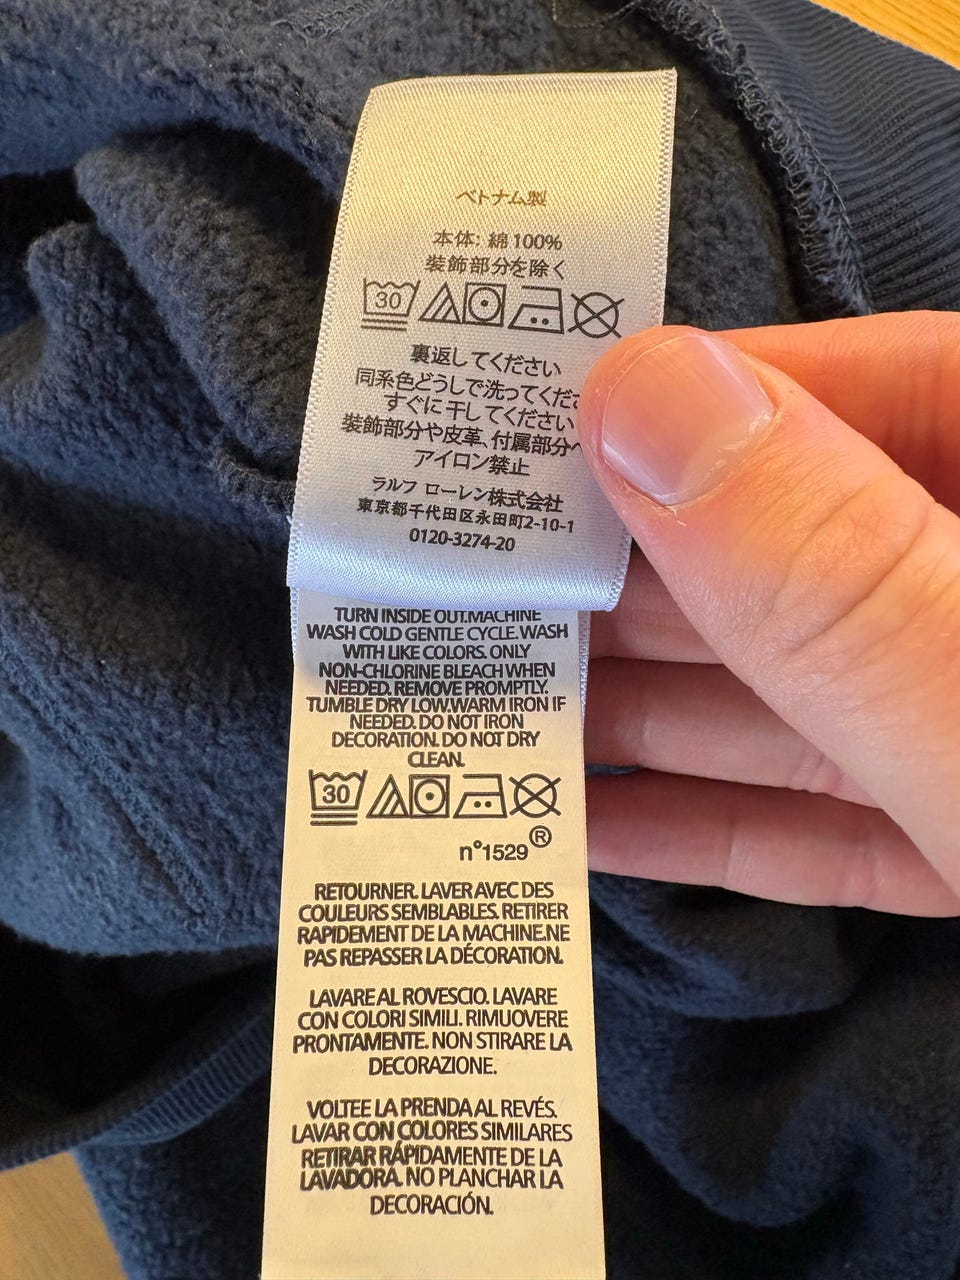 ベトナム製
本体: 綿 100%
装飾部分を除く
30
裏返してください
同系色どうしで洗ってくださ
すぐに干してください
装飾部分や皮革、付属部分へ
アイロン禁止
ラルフ ローレン株式会社
東京都千代田区永田町2-10-1
0120-3274-20
TURN INSIDE OUT.MACHINE
WASH COLD GENTLE CYCLE. WASH
WITH LIKE COLORS. ONLY
NON-CHLORINE BLEACH WHEN
NEEDED. REMOVE PROMPTLY.
TUMBLE DRY LOW.WARM IRON IF
NEEDED. DO NOT IRON
DECORATION. DO NOT DRY
CLEAN.
30
n°1529®
RETOURNER. LAVER AVEC DES
COULEURS SEMBLABLES. RETIRER
RAPIDEMENT DE LA MACHINE.NE
PAS REPASSER LA DÉCORATION.
LAVARE AL ROVESCIO. LAVARE
CON COLORI SIMILI. RIMUOVERE
PRONTAMENTE. NON STIRARE LA
DECORAZIONE.
VOLTEE LA PRENDA AL REVÉS.
LAVAR CON COLORES SIMILARES
RETIRAR RÁPIDAMENTE DE LA
LAVADORA. NO PLANCHAR LA
DECORACIÓN.